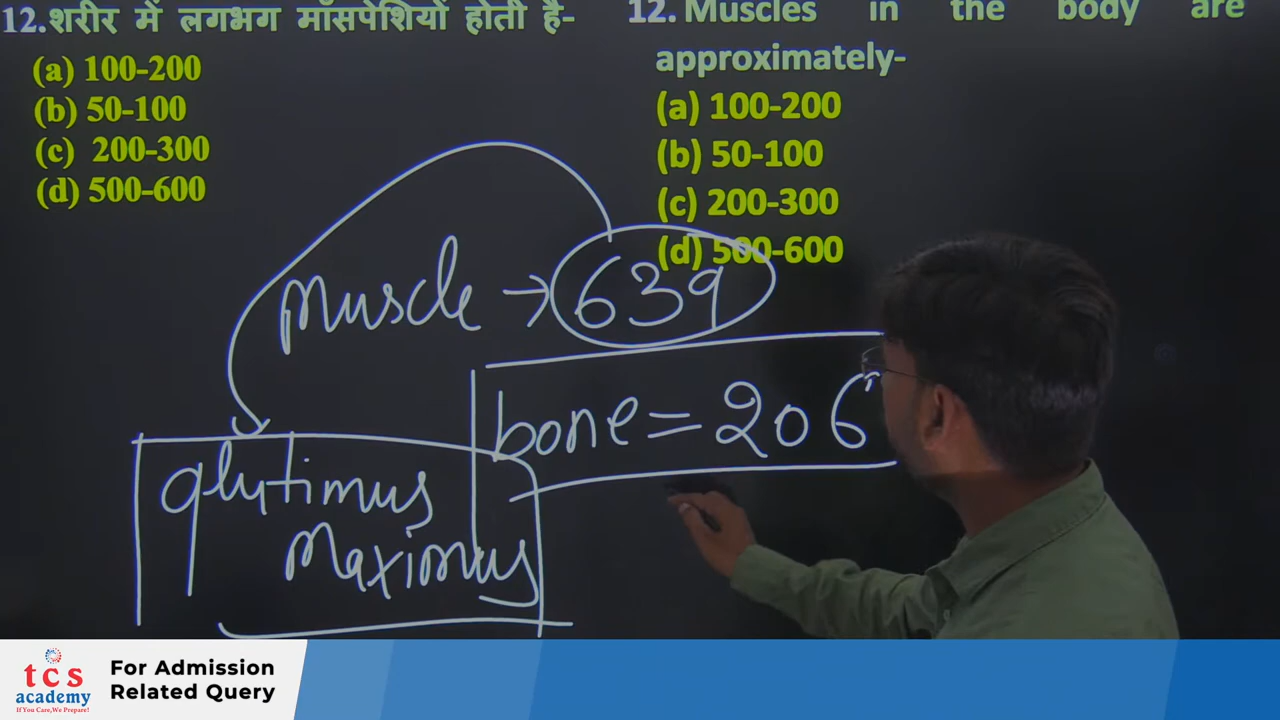 12.शरीर में लगभग माँसपेशियों होती है-
(a) 100-200
(b) 50-100
(c) 200-300
(d) 500-600
12. Muscles in the body are
approximately-
(a) 100-200
(b) 50-100
(c) 200-300
(d) 500-600
muscle → 639
bone = 206
glutimus
Maximus
tcs
academy
If You Care,We Prepare!
For Admission
Related Query